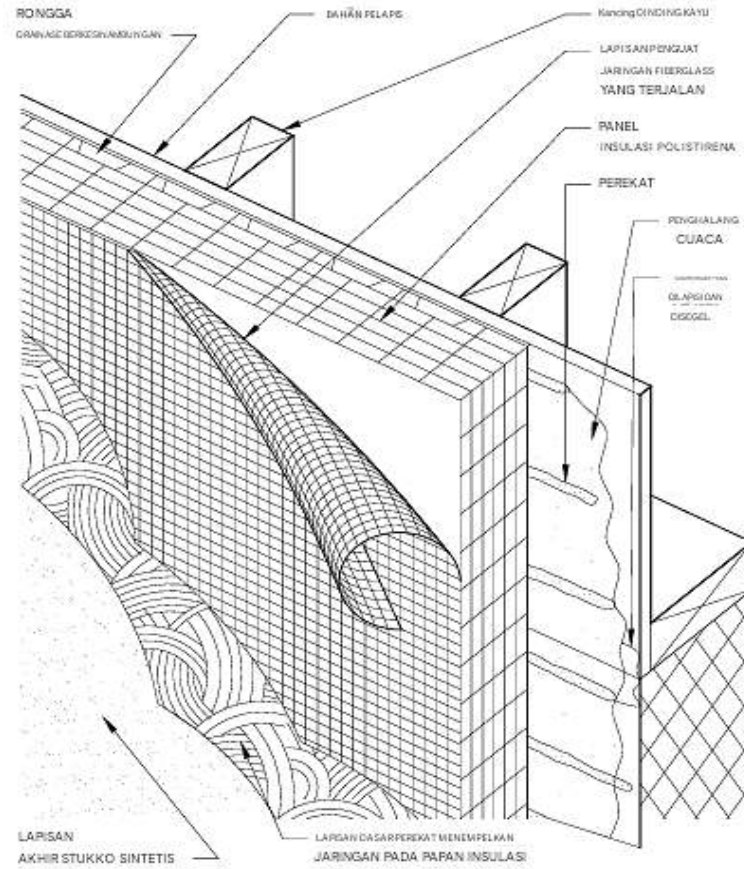 RONGGA
DRAINASE BERKESINAMBUNGAN
BAHAN PELAPIS
Kancing DINDING KAYU
LAPISAN PENGUAT
JARINGAN FIBERGLASS
YANG TERJALAN
PANEL
INSULASI POLISTIRENA
PEREKAT
PENGHALANG
CUACA
DILAPISI DAN
DISEGEL
LAPISAN
AKHIR STUKKO SINTETIS
LAPISAN DASAR PEREKAT MENEMPELKAN
JARINGAN PADA PAPAN INSULASI